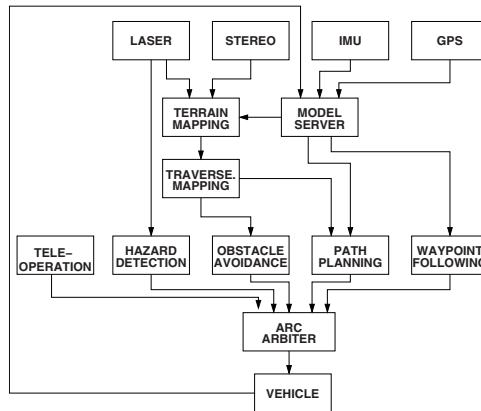 LASER
STEREO
IMU
GPS
TERRAIN
MAPPING
MODEL
SERVER
TRAVERSE.
MAPPING
TELE-
OPERATION
HAZARD
DETECTION
OBSTACLE
AVOIDANCE
PATH
PLANNING
WAYPOINT
FOLLOWING
ARC
ARBITER
VEHICLE